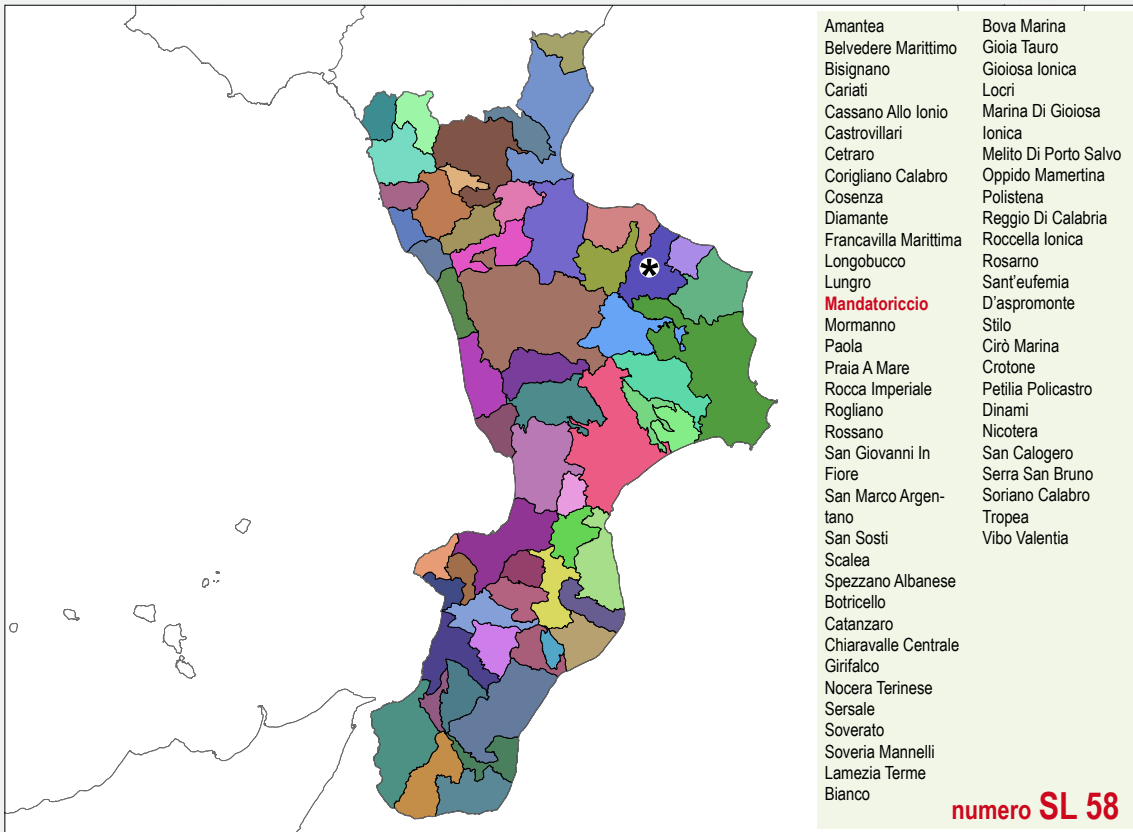 Amantea
Belvedere Marittimo
Bisignano
Cariati
Cassano Allo Ionio
Castrovillari
Cetraro
Corigliano Calabro
Cosenza
Diamante
Francavilla Marittima
Longobucco
Lungro
Mandatoriccio
Mormanno
Paola
Praia A Mare
Rocca Imperiale
Rogliano
Rossano
San Giovanni In
Fiore
San Marco Argen-
tano
San Sosti
Scalea
Spezzano Albanese
Botricello
Catanzaro
Chiaravalle Centrale
Girifalco
Nocera Terinese
Sersale
Soverato
Soveria Mannelli
Lamezia Terme
Bianco
Bova Marina
Gioia Tauro
Gioiosa Ionica
Locri
Marina Di Gioiosa
Ionica
Melito Di Porto Salvo
Oppido Mamertina
Polistena
Reggio Di Calabria
Roccella Ionica
Rosarno
Sant'eufemia
D'aspromonte
Stilo
Cirò Marina
Crotone
Petilia Policastro
Dinami
Nicotera
San Calogero
Serra San Bruno
Soriano Calabro
Tropea
Vibo Valentia
numero SL 58